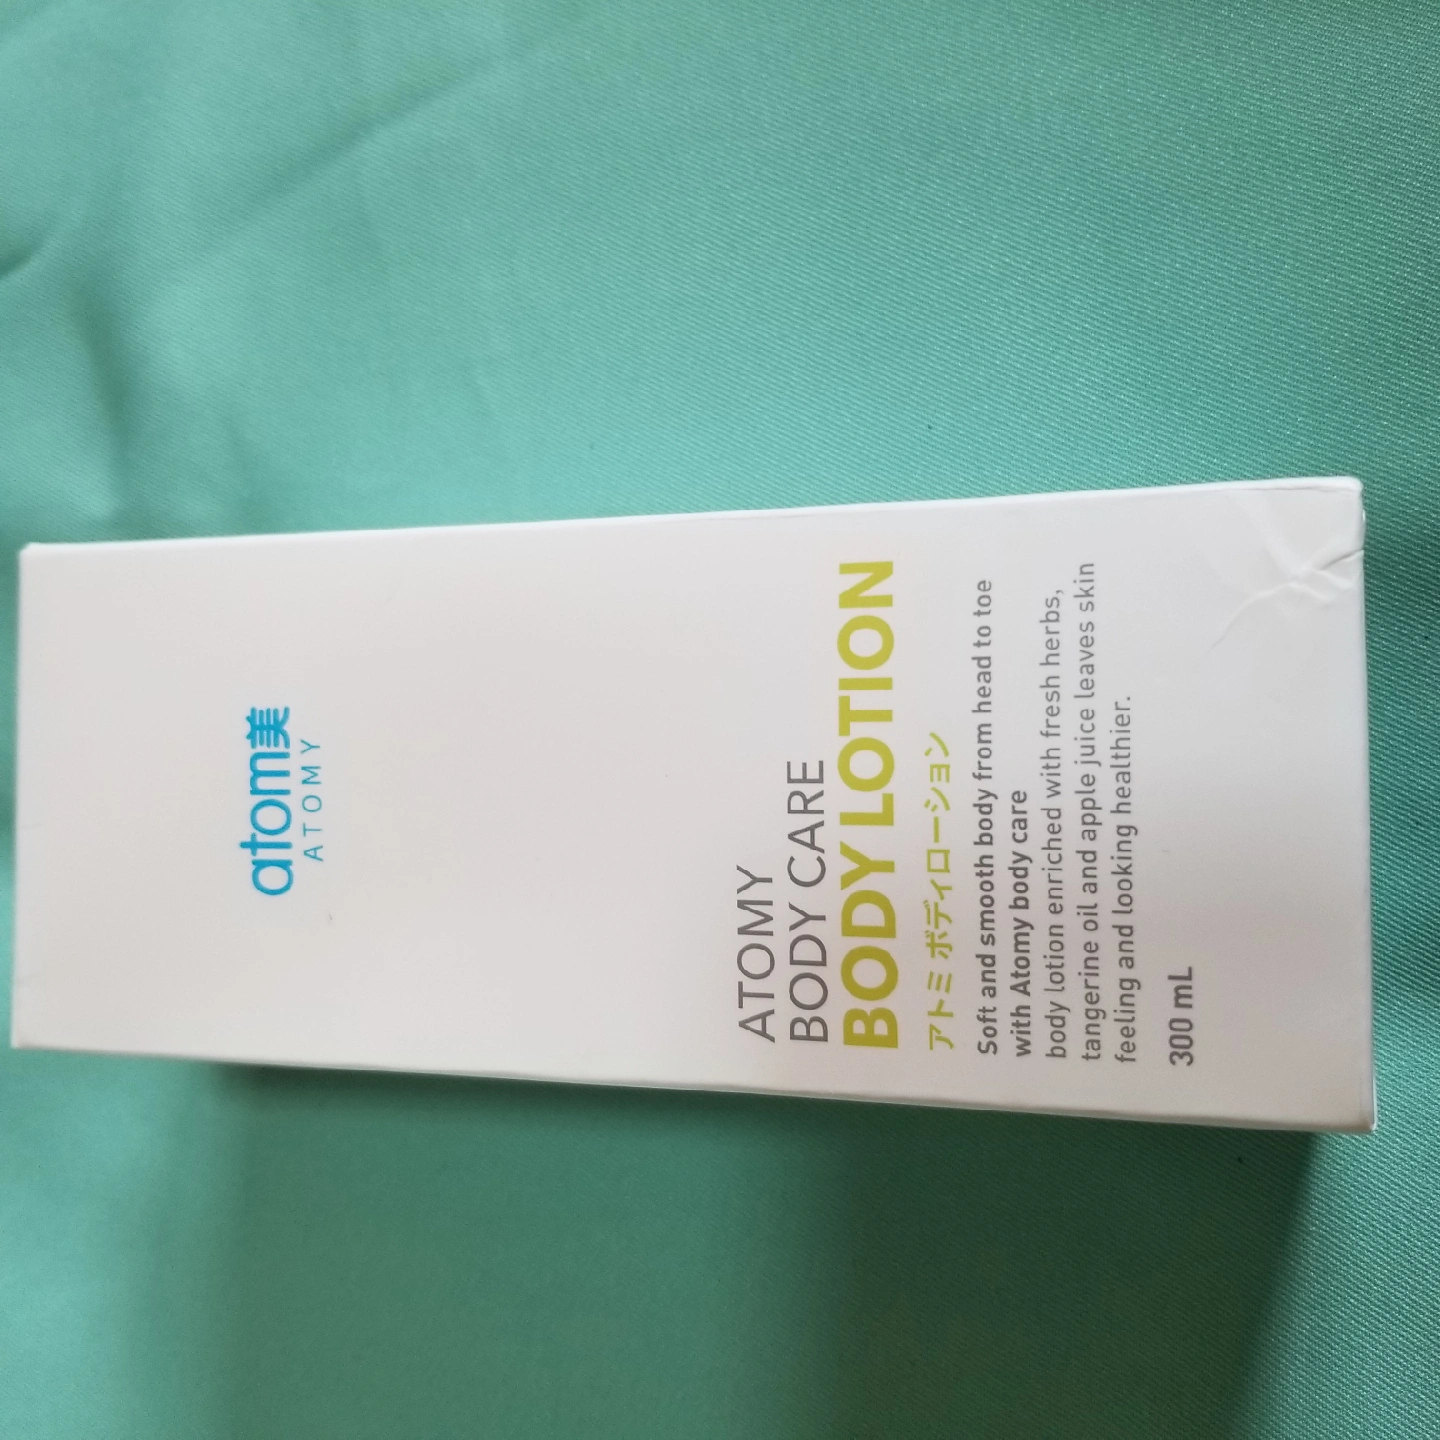 atom美
ATOMY
ATOMY
BODY CARE
BODY LOTION
アトミ ボディローション
Soft and smooth body from head to toe
with Atomy body care
body lotion enriched with fresh herbs,
tangerine oil and apple juice leaves skin
feeling and looking healthier.
300 mL